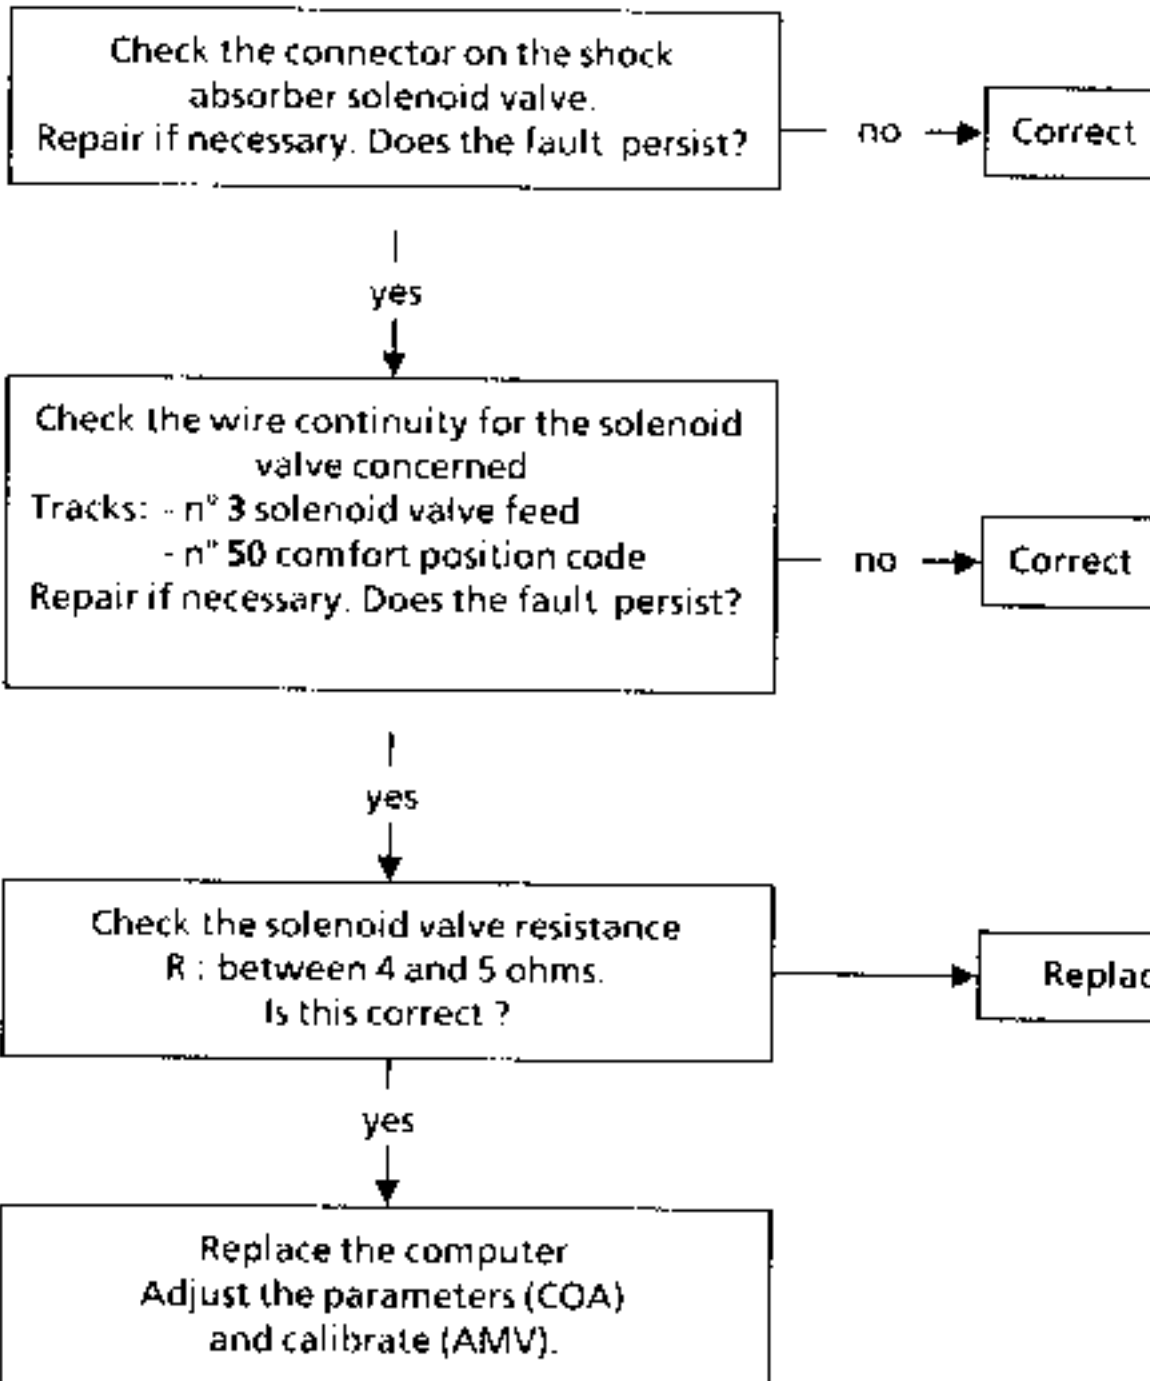 Check the connector on the shock
absorber solenoid valve.
Repair if necessary. Does the fault persist?
no
Correct
yes
Check the wire continuity for the solenoid
valve concerned
Tracks: - n° 3 solenoid valve feed
- n° 50 comfort position code
Repair if necessary. Does the fault persist?
no
Correct
yes
Check the solenoid valve resistance
R : between 4 and 5 ohms.
Is this correct ?
yes
Replace the computer
Adjust the parameters (COA)
and calibrate (AMV).